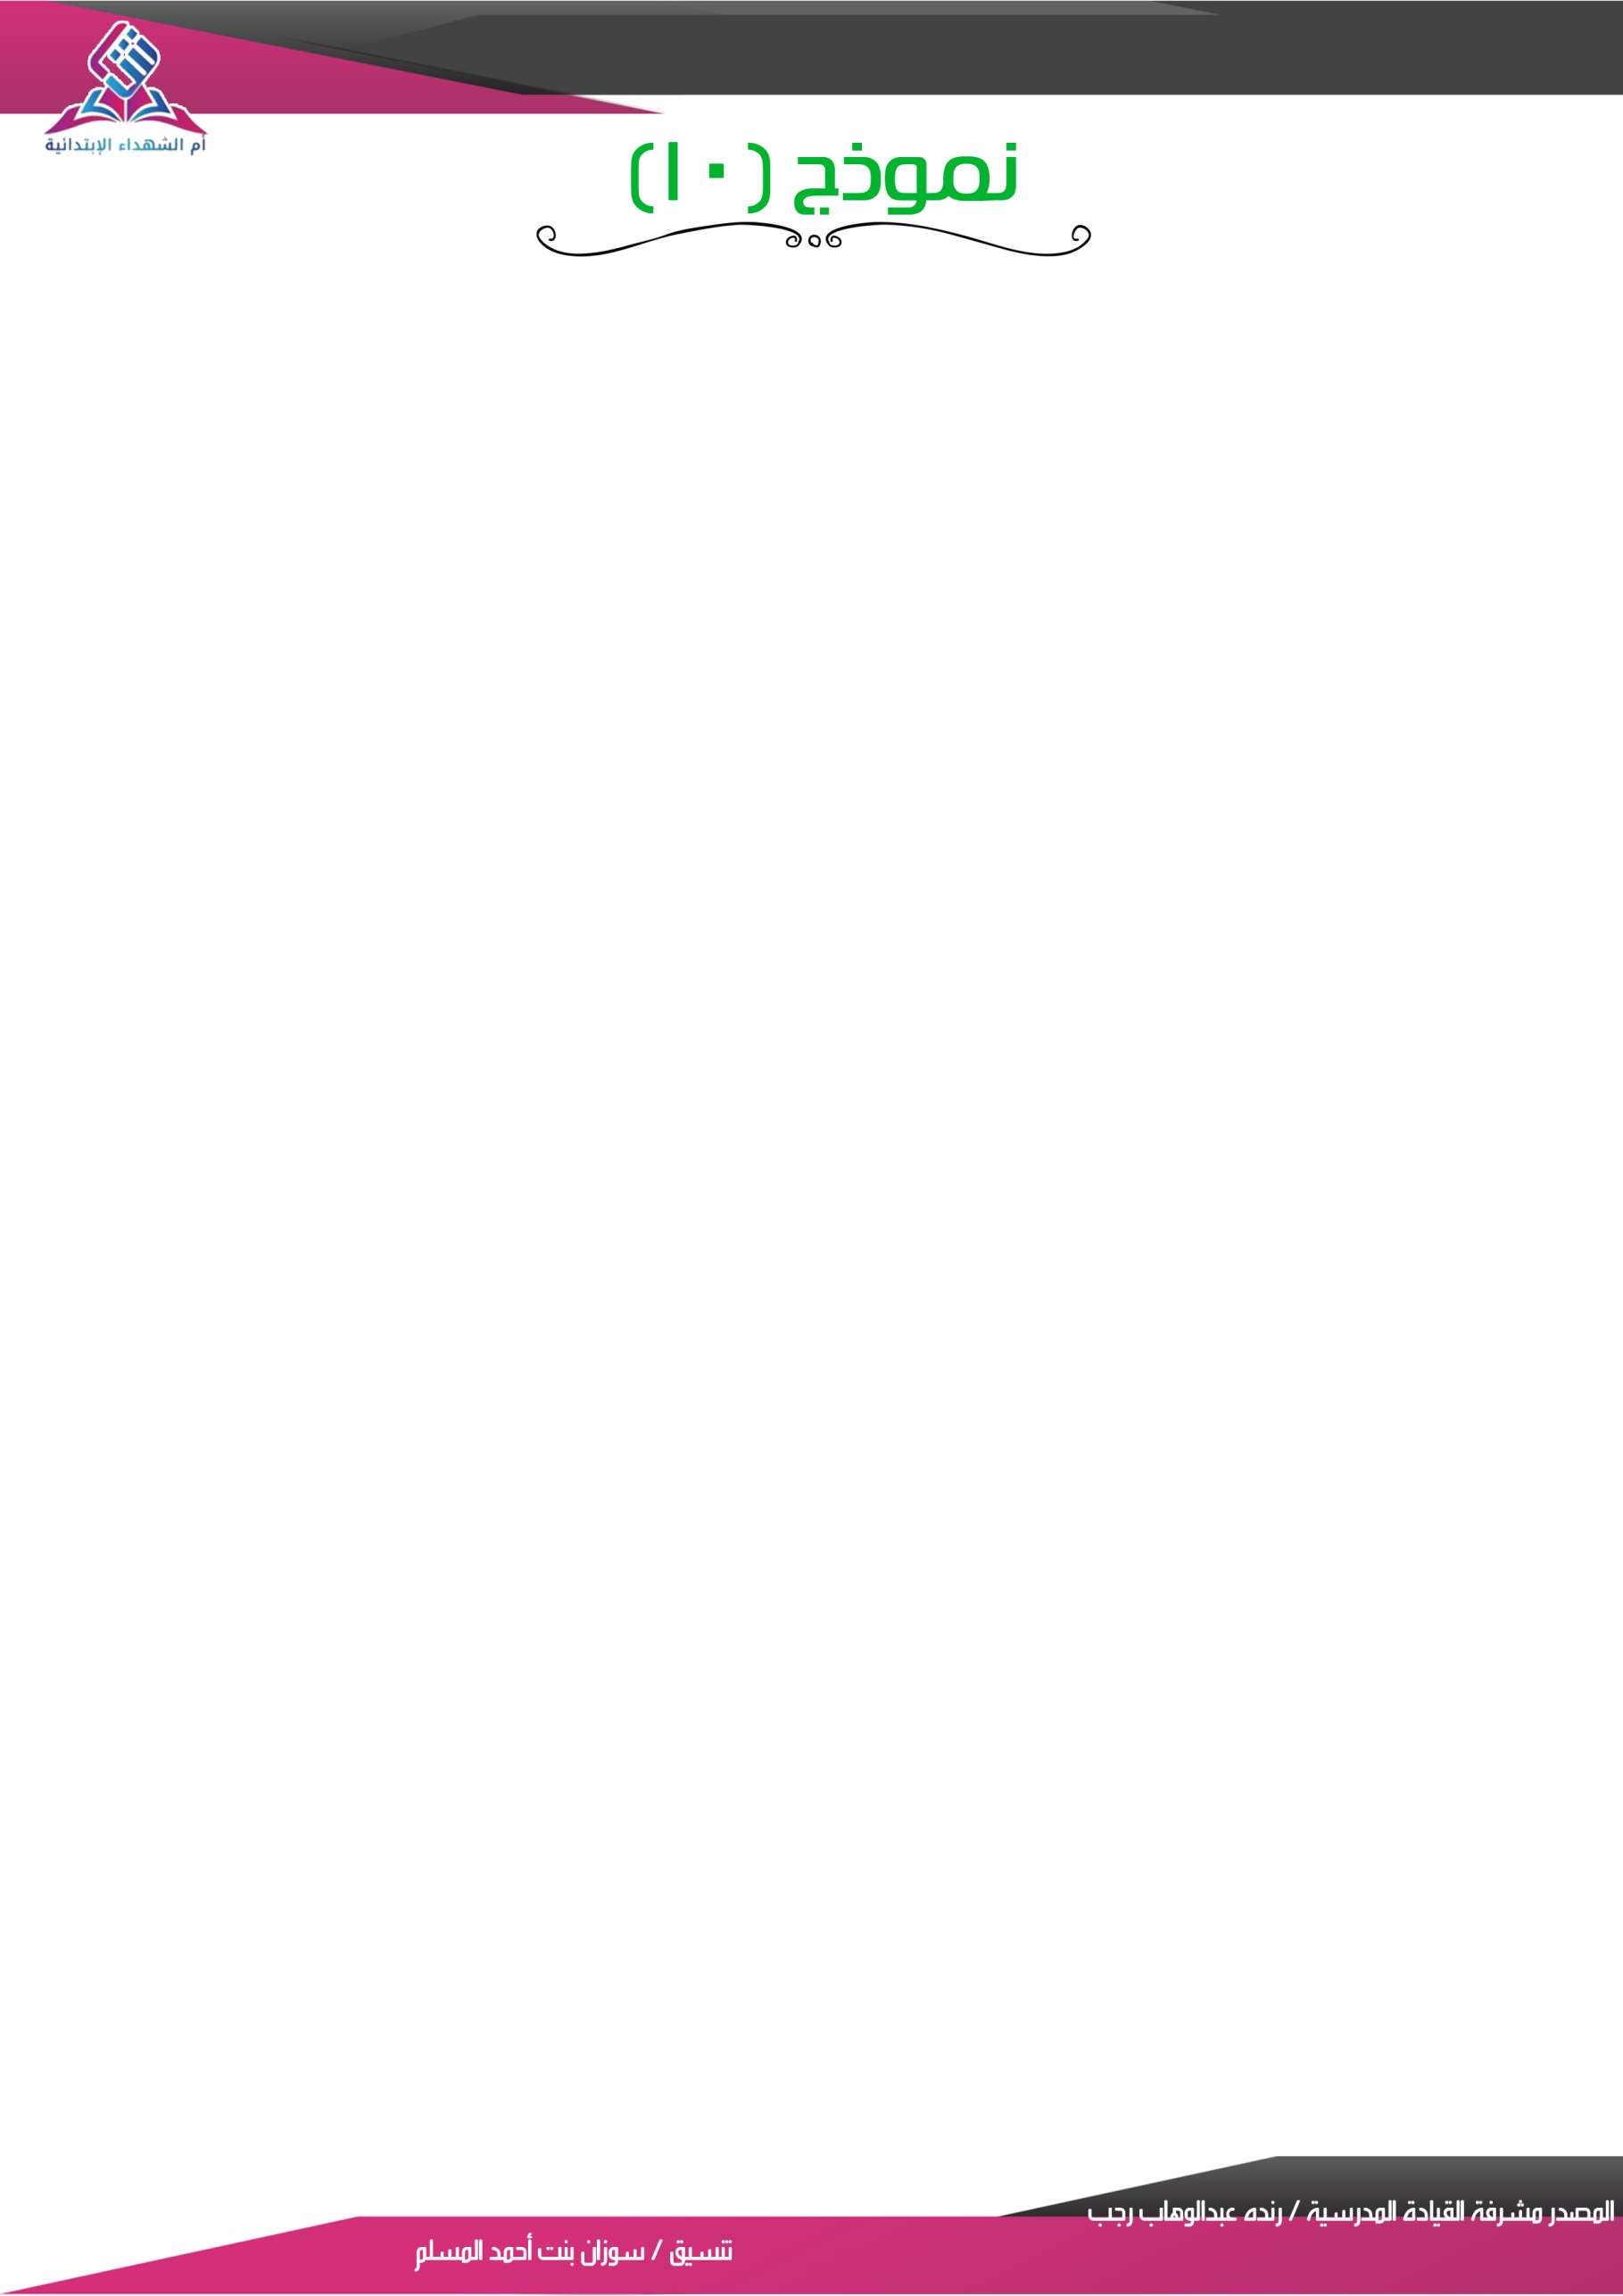 أم الشهداء الإبتدائية
نموذج (١٠)
المصدر مشرفة القيادة المدرسية / رنده عبدالوهاب رجب
تنسيق / سوزان بنت أحمد المسلم